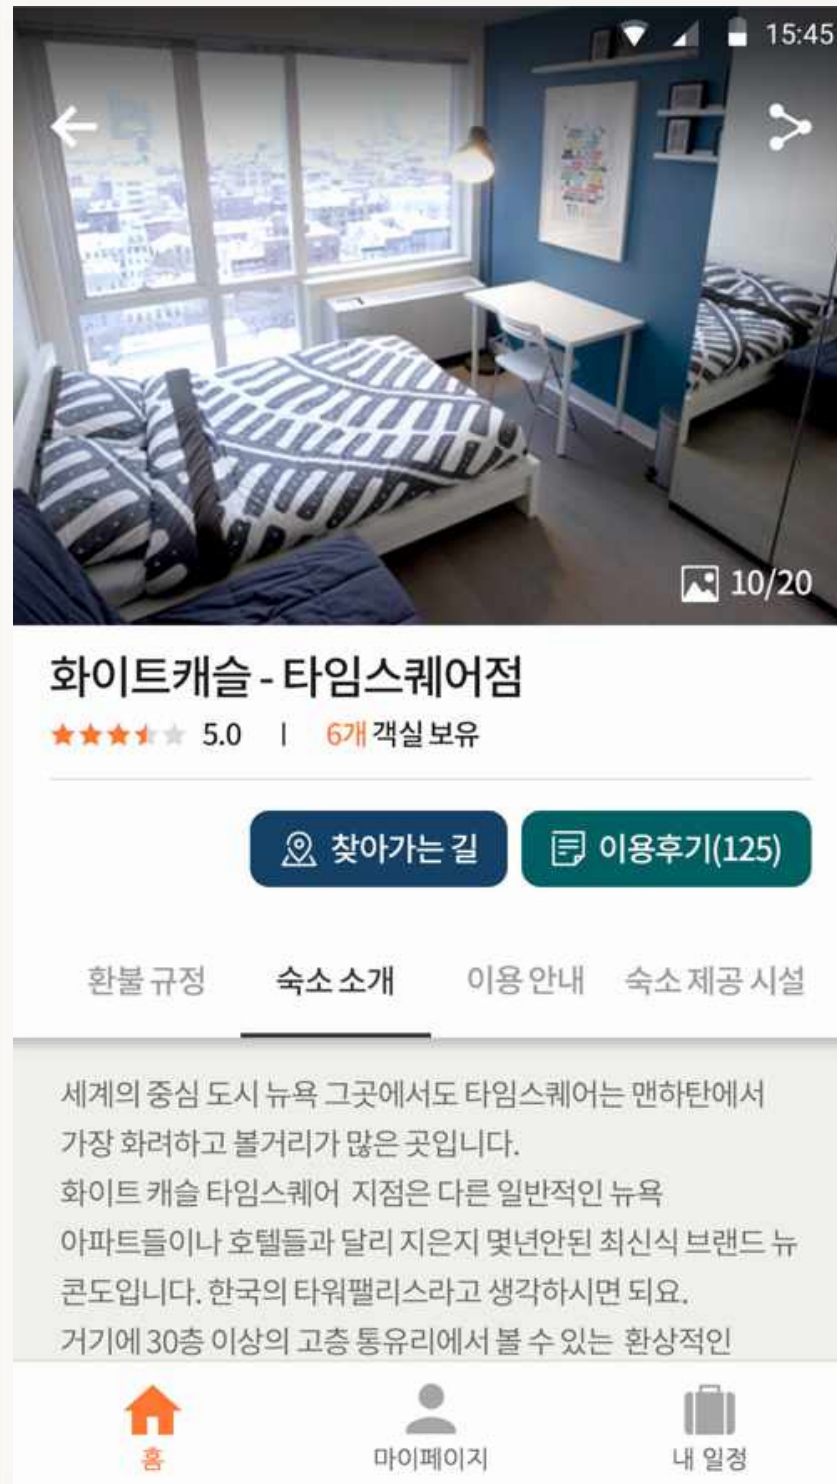 15:45
10/20
화이트캐슬 - 타임스퀘어점
5.0 | 6개 객실 보유
찾아가는 길
이용후기(125)
환불 규정 숙소 소개 이용 안내 숙소 제공 시설
세계의 중심 도시 뉴욕 그곳에서도 타임스퀘어는 맨하탄에서
가장 화려하고 볼거리가 많은 곳입니다.
화이트 캐슬 타임스퀘어 지점은 다른 일반적인 뉴욕
아파트들이나 호텔들과 달리 지은지 몇년안된 최신식 브랜드 뉴
콘도입니다. 한국의 타워팰리스라고 생각하시면 되요.
거기에 30층 이상의 고층 통유리에서 볼 수 있는 환상적인
홈 마이페이지 내 일정